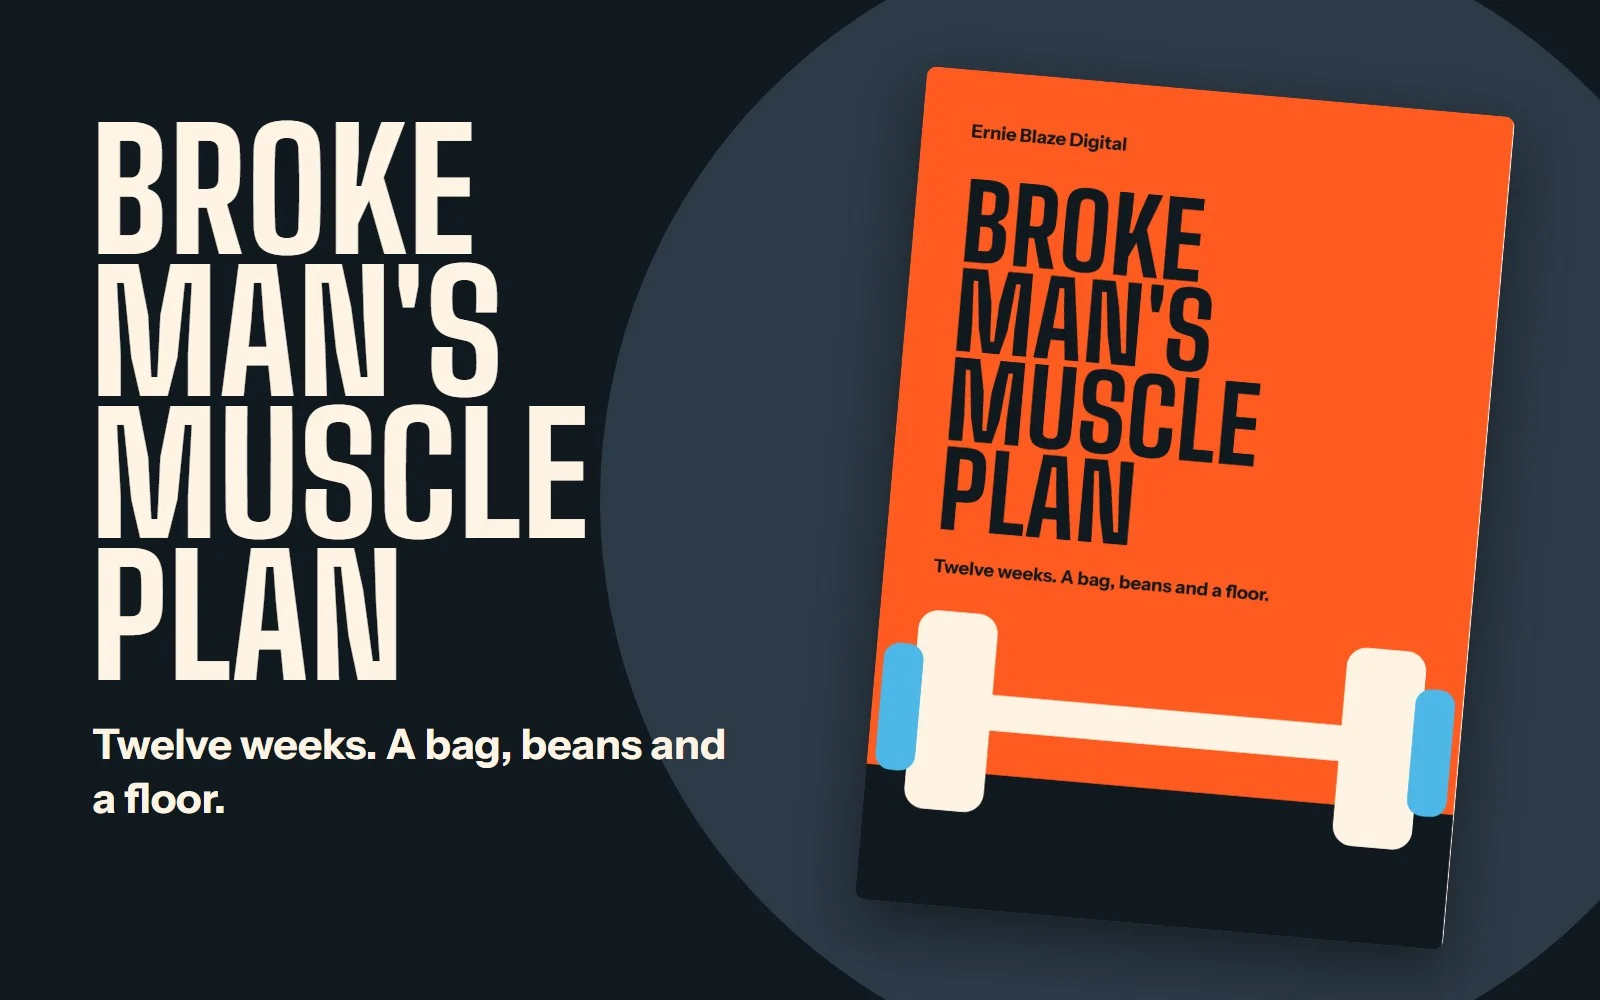 BROKE
MAN'S
MUSCLE
PLAN
Twelve weeks. A bag, beans and
a floor.
Ernie Blaze Digital
BROKE
MAN'S
MUSCLE
PLAN
Twelve weeks. A bag, beans and a floor.